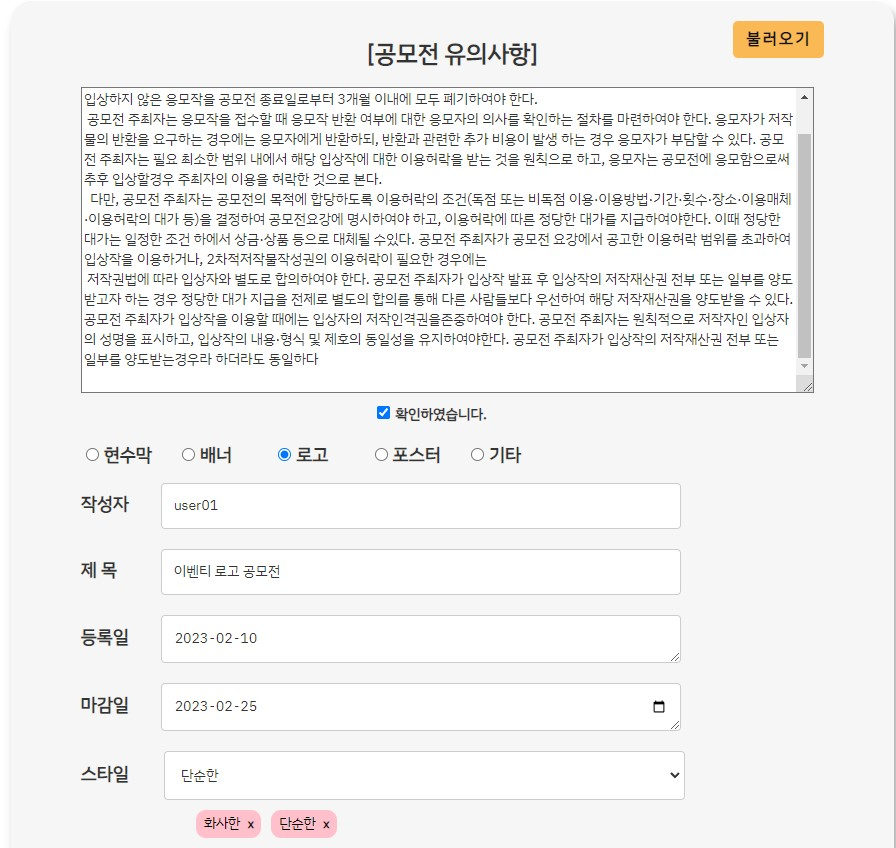 [공모전 유의사항]
불러오기
입상하지 않은 응모작을 공모전 종료일로부터 3개월 이내에 모두 폐기하여야 한다.
공모전 주최자는 응모작을 접수할 때 응모작 반환 여부에 대한 응모자의 의사를 확인하는 절차를 마련하여야 한다. 응모자가 저작
물의 반환을 요구하는 경우에는 응모자에게 반환하되, 반환과 관련한 추가 비용이 발생 하는 경우 응모자가 부담할 수 있다. 공모
전 주최자는 필요 최소한 범위 내에서 해당 입상작에 대한 이용허락을 받는 것을 원칙으로 하고, 응모자는 공모전에 응모함으로써
추후 입상할경우 주최자의 이용을 허락한 것으로 본다.
다만, 공모전 주최자는 공모전의 목적에 합당하도록 이용허락의 조건(독점 또는 비독점 이용·이용방법·기간·횟수·장소·이용매체
·이용허락의 대가 등)을 결정하여 공모전요강에 명시하여야 하고, 이용허락에 따른 정당한 대가를 지급하여야한다. 이때 정당한
대가는 일정한 조건 하에서 상금·상품 등으로 대체될 수있다. 공모전 주최자가 공모전 요강에서 공고한 이용허락 범위를 초과하여
입상작을 이용하거나, 2차적저작물작성권의 이용허락이 필요한 경우에는
저작권법에 따라 입상자와 별도로 합의하여야 한다. 공모전 주최자가 입상작 발표 후 입상작의 저작재산권 전부 또는 일부를 양도
받고자 하는 경우 정당한 대가 지급을 전제로 별도의 합의를 통해 다른 사람들보다 우선하여 해당 저작재산권을 양도받을 수 있다.
공모전 주최자가 입상작을 이용할 때에는 입상자의 저작인격권을존중하여야 한다. 공모전 주최자는 원칙적으로 저작자인 입상자
의 성명을 표시하고, 입상작의 내용·형식 및 제호의 동일성을 유지하여야한다. 공모전 주최자가 입상작의 저작재산권 전부 또는
일부를 양도받는경우라 하더라도 동일하다
확인하였습니다.
현수막 배너 로고 포스터 기타
작성자 user01
제 목 이벤티 로고 공모전
등록일 2023-02-10
마감일 2023-02-25
스타일 단순한
화사한 x 단순한 x